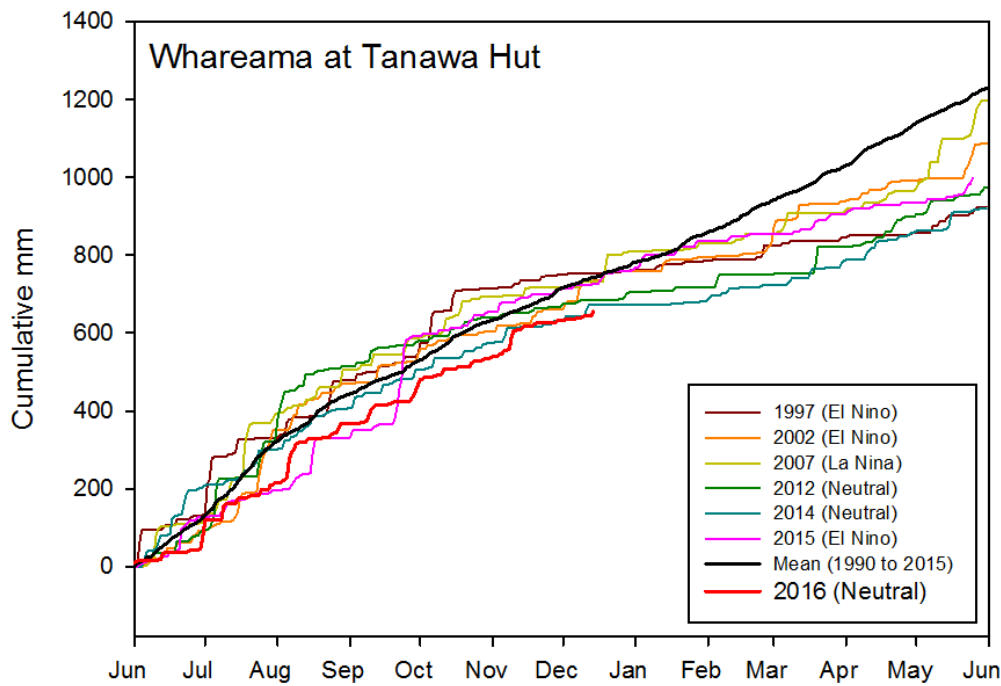 Whareama at Tanawa Hut
Cumulative mm
1400
1200
1000
800
600
400
200
0
Jun Jul Aug Sep Oct Nov Dec Jan Feb Mar Apr May Jun
1997 (El Nino)
2002 (El Nino)
2007 (La Nina)
2012 (Neutral)
2014 (Neutral)
2015 (El Nino)
Mean (1990 to 2015)
2016 (Neutral)